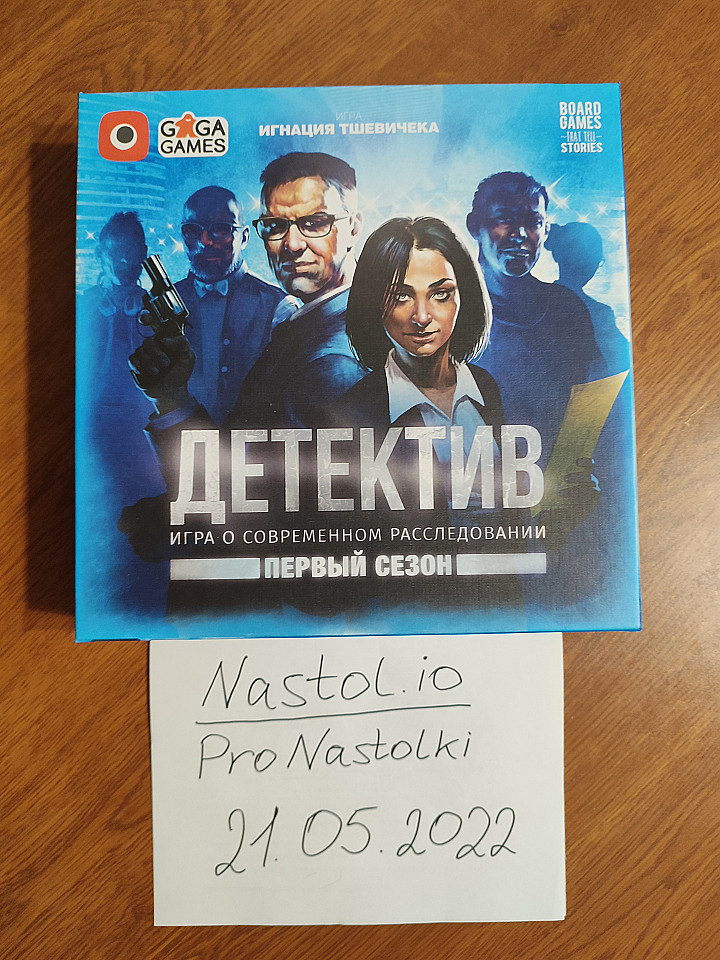 GAGA
GAMES
ИГРА
ИГНАЦИЯ ТШЕВИЧЕКА
BOARD
GAMES
THAT TELL
STORIES
ДЕТЕКТИВ
ИГРА О СОВРЕМЕННОМ РАССЛЕДОВАНИИ
ПЕРВЫЙ СЕЗОН
Nastol.io
ProNastolki
21.05.2022